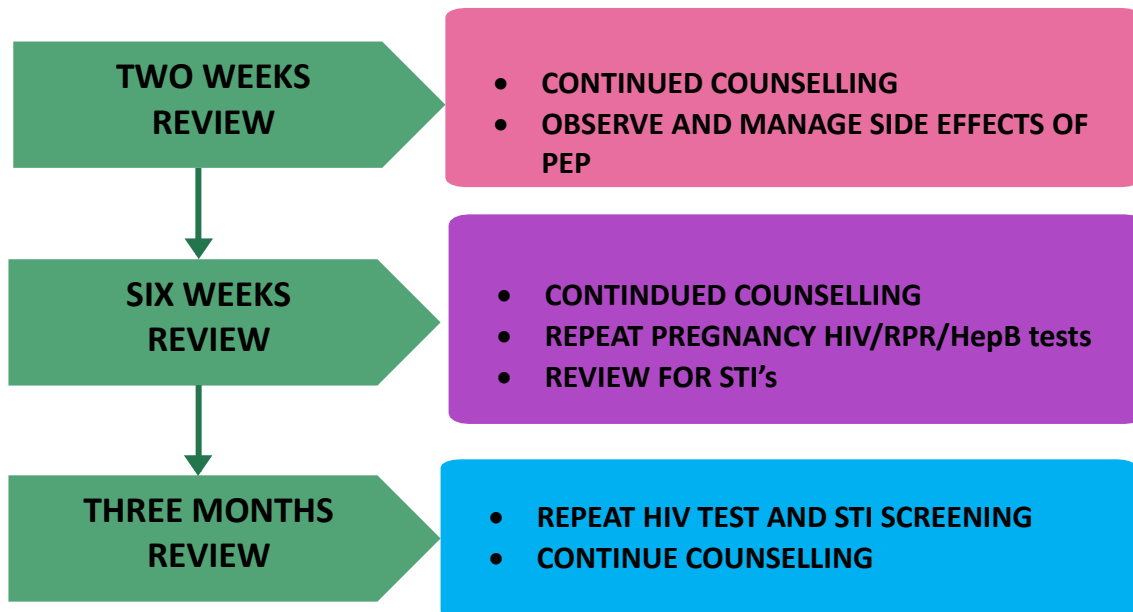 TWO WEEKS
REVIEW
• CONTINUED COUNSELLING
• OBSERVE AND MANAGE SIDE EFFECTS OF
PEP
SIX WEEKS
REVIEW
• CONTINDUED COUNSELLING
• REPEAT PREGNANCY HIV/RPR/HepB tests
• REVIEW FOR STI’s
THREE MONTHS
REVIEW
• REPEAT HIV TEST AND STI SCREENING
• CONTINUE COUNSELLING